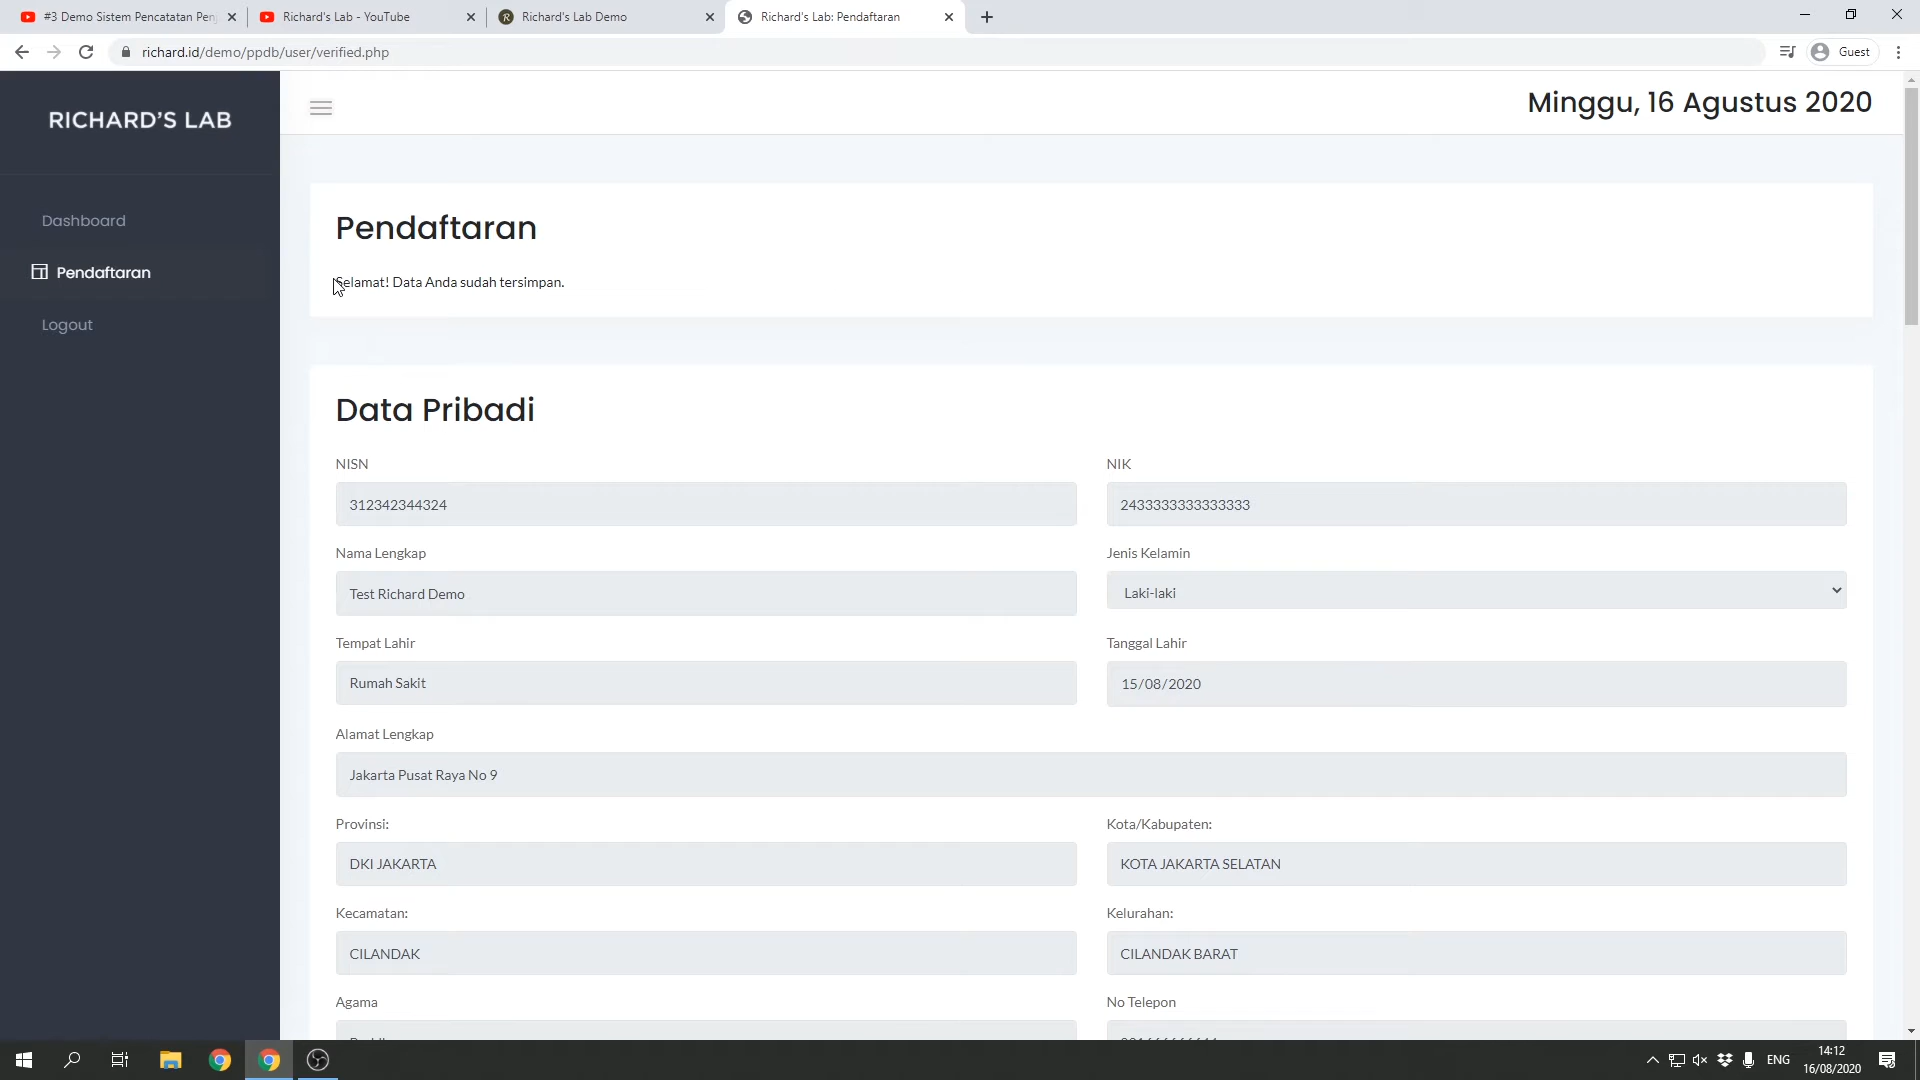 #3 Demo Sistem Pencatatan Pen
Richard's Lab - YouTube
Richard's Lab Demo
Richard's Lab: Pendaftaran
richard.id/demo/ppdb/user/verified.php
Guest
RICHARD'S LAB
Minggu, 16 Agustus 2020
Dashboard
Pendaftaran
Logout
Pendaftaran
Selamat! Data Anda sudah tersimpan.
Data Pribadi
NISN
312342344324
NIK
2433333333333333
Nama Lengkap
Test Richard Demo
Jenis Kelamin
Laki-laki
Tempat Lahir
Rumah Sakit
Tanggal Lahir
15/08/2020
Alamat Lengkap
Jakarta Pusat Raya No 9
Provinsi:
DKI JAKARTA
Kota/Kabupaten:
KOTA JAKARTA SELATAN
Kecamatan:
CILANDAK
Kelurahan:
CILANDAK BARAT
Agama
No Telepon
ENG
14:12
16/08/2020